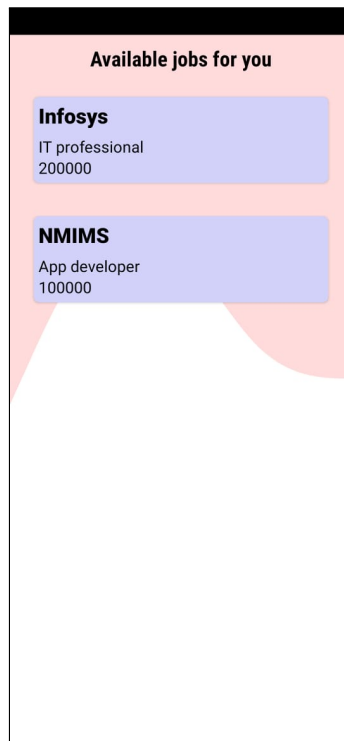 Available jobs for you
Infosys
IT professional
200000
NMIMS
App developer
100000